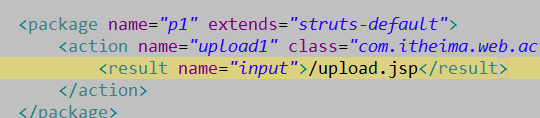 <package name="p1" extends="struts-default">
<action name="upload1" class="com.itheima.web.ac
<result name="input">/upload.jsp</result>
</action>
</package>